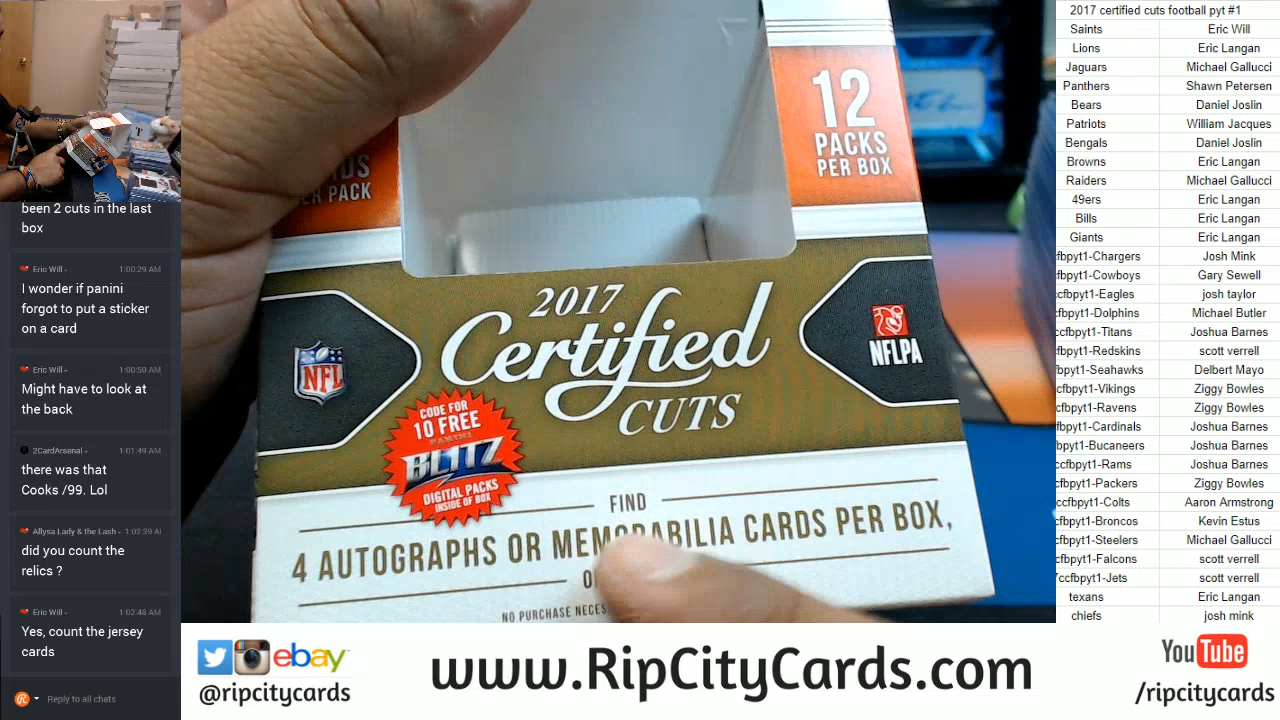 been 2 cuts in the last
box
Eric Will - 1:00:29 AM
I wonder if panini
forgot to put a sticker
on a card
Eric Will - 1:00:50 AM
Might have to look at
the back
2CardArsenal - 1:01:49 AM
there was that
Cooks /99. Lol
Allysa Lady & the Lash - 1:02:39 AM
did you count the
relics ?
Eric Will - 1:02:48 AM
Yes, count the jersey
cards
Reply to all chats
PER PACK
12
PACKS
PER BOX
2017
Certified
CUTS
NFL
NFLPA
CODE FOR
10 FREE
PANINI
BLITZ
DIGITAL PACKS
INSIDE OF BOX
FIND
4 AUTOGRAPHS OR MEMORABILIA CARDS PER BOX,
NO PURCHASE
2017 certified cuts football pyt #1
Saints Eric Will
Lions Eric Langan
Jaguars Michael Gallucci
Panthers Shawn Petersen
Bears Daniel Joslin
Patriots William Jacques
Bengals Daniel Joslin
Browns Eric Langan
Raiders Michael Gallucci
49ers Eric Langan
Bills Eric Langan
Giants Eric Langan
cfbpyt1-Chargers Josh Mink
cfbpyt1-Cowboys Gary Sewell
ccfbpyt1-Eagles josh taylor
cfbpyt1-Dolphins Michael Butler
ccfbpyt1-Titans Joshua Barnes
cfbpyt1-Redskins scott verrell
fbpyt1-Seahawks Delbert Mayo
cfbpyt1-Vikings Ziggy Bowles
cfbpyt1-Ravens Ziggy Bowles
fbpyt1-Cardinals Joshua Barnes
bpyt1-Bucaneers Joshua Barnes
ccfbpyt1-Rams Joshua Barnes
cfbpyt1-Packers Ziggy Bowles
ccfbpyt1-Colts Aaron Armstrong
cfbpyt1-Broncos Kevin Estus
cfbpyt1-Steelers Michael Gallucci
cfbpyt1-Falcons scott verrell
7ccfbpyt1-Jets scott verrell
texans Eric Langan
chiefs josh mink
ebay
@ripcitycards
www.RipCityCards.com
YouTube
/ripcitycards